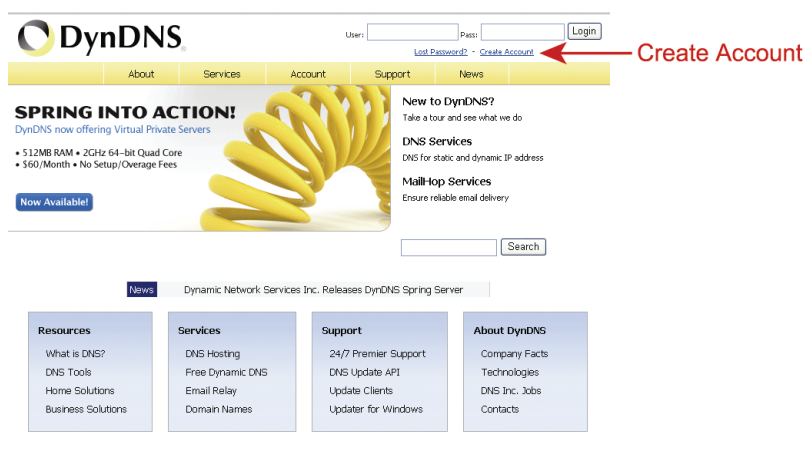 DynDNS
User: Pass: Login
Lost Password? - Create Account
Create Account
About Services Account Support News
SPRING INTO ACTION!
DynDNS now offering Virtual Private Servers
• 512MB RAM • 2GHz 64-bit Quad Core
• $60/Month • No Setup/Overage Fees
Now Available!
New to DynDNS?
Take a tour and see what we do
DNS Services
DNS for static and dynamic IP address
MailHop Services
Ensure reliable email delivery
Search
News Dynamic Network Services Inc. Releases DynDNS Spring Server
Resources
What is DNS?
DNS Tools
Home Solutions
Business Solutions
Services
DNS Hosting
Free Dynamic DNS
Email Relay
Domain Names
Support
24/7 Premier Support
DNS Update API
Update Clients
Updater for Windows
About DynDNS
Company Facts
Technologies
DNS Inc. Jobs
Contacts